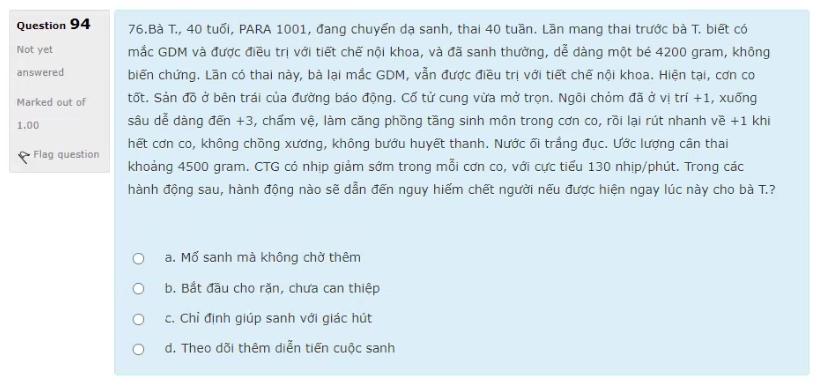 Question 94
Not yet
answered
Marked out of
1.00
Flag question
76.Bà T., 40 tuổi, PARA 1001, đang chuyển dạ sanh, thai 40 tuần. Lần mang thai trước bà T. biết có
mắc GDM và được điều trị với tiết chế nội khoa, và đã sanh thường, dễ dàng một bé 4200 gram, không
biến chứng. Lần có thai này, bà lại mắc GDM, vẫn được điều trị với tiết chế nội khoa. Hiện tại, cơn co
tốt. Sản đồ ở bên trái của đường báo động. Cổ tử cung vừa mở trọn. Ngôi chỏm đã ở vị trí +1, xuống
sâu dễ dàng đến +3, chẩm vệ, làm căng phồng tầng sinh môn trong cơn co, rồi lại rút nhanh về +1 khi
hết cơn co, không chồng xương, không bướu huyết thanh. Nước ối trắng đục. Ước lượng cân thai
khoảng 4500 gram. CTG có nhịp giảm sớm trong mỗi cơn co, với cực tiểu 130 nhịp/phút. Trong các
hành động sau, hành động nào sẽ dẫn đến nguy hiểm chết người nếu được hiện ngay lúc này cho bà T.?
a. Mổ sanh mà không chờ thêm
b. Bắt đầu cho rặn, chưa can thiệp
c. Chỉ định giúp sanh với giác hút
d. Theo dõi thêm diễn tiến cuộc sanh